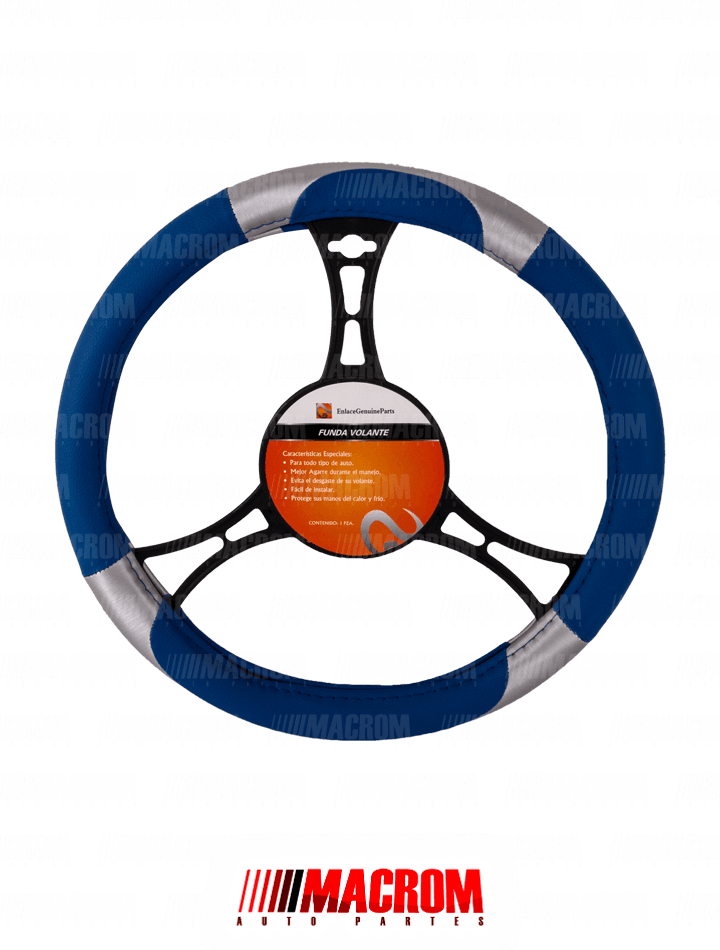 EnlaceGenuineParts
FUNDA VOLANTE
Características Especiales:
• Para todo tipo de auto.
• Mejor Agarre durante el manejo.
• Evita el desgaste de su volante.
• Fácil de instalar.
• Protege sus manos del calor y frio.
CONTENIDO: 1 PZA.
MACROM
AUTO PARTES